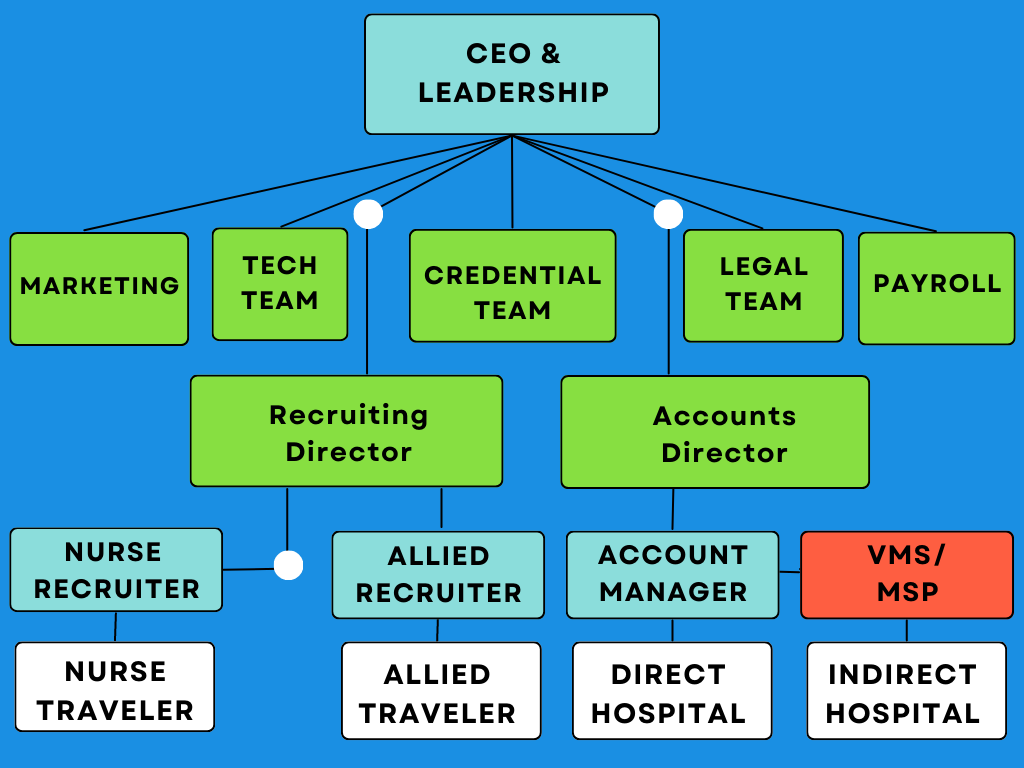 CEO &
LEADERSHIP
MARKETING
TECH
TEAM
CREDENTIAL
TEAM
LEGAL
TEAM
PAYROLL
Recruiting
Director
Accounts
Director
NURSE
RECRUITER
ALLIED
RECRUITER
ACCOUNT
MANAGER
VMS/
MSP
NURSE
TRAVELER
ALLIED
TRAVELER
DIRECT
HOSPITAL
INDIRECT
HOSPITAL